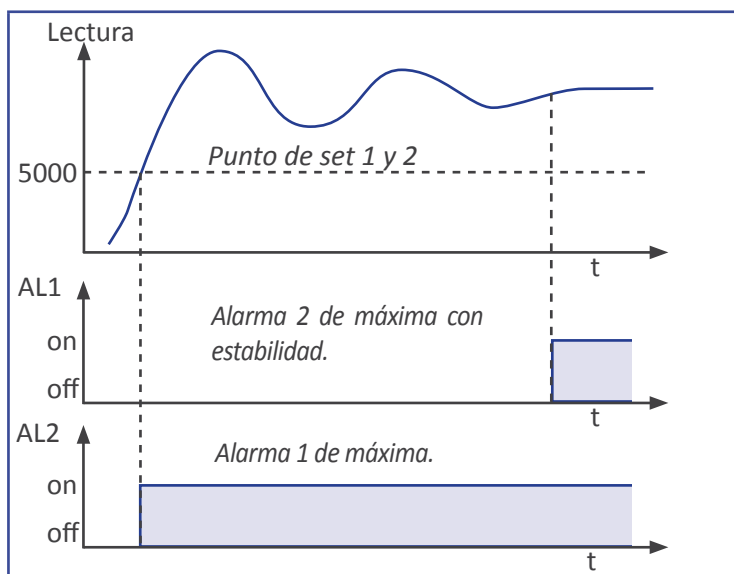 Lectura
Punto de set 1 y 2
5000
t
AL1
Alarma 2 de máxima con
estabilidad.
on
off
t
AL2
Alarma 1 de máxima.
on
off
t